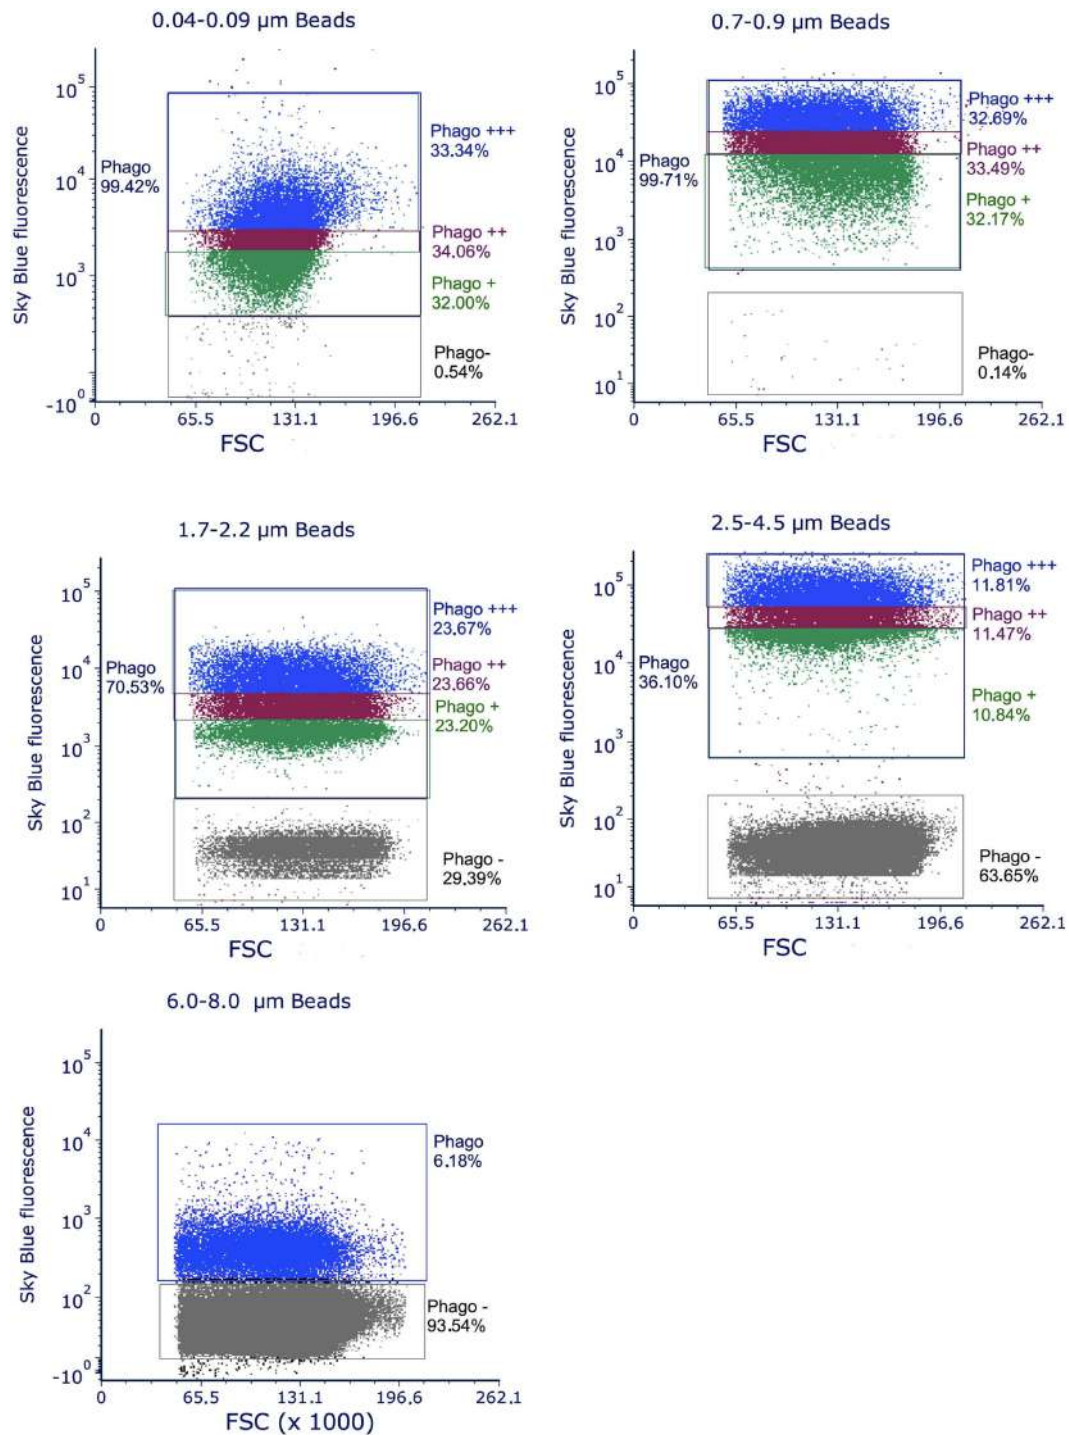 0.04-0.09 µm Beads
Sky Blue fluorescence
10^5
10^4
10^3
-10^0
Phago
99.42%
Phago +++
33.34%
Phago ++
34.06%
Phago +
32.00%
Phago-
0.54%
0 65.5 131.1 196.6 262.1
FSC
0.7-0.9 µm Beads
Sky Blue fluorescence
10^5
10^4
10^3
10^2
10^1
Phago
99.71%
Phago +++
32.69%
Phago ++
33.49%
Phago +
32.17%
Phago-
0.14%
0 65.5 131.1 196.6 262.1
FSC
1.7-2.2 µm Beads
Sky Blue fluorescence
10^5
10^4
10^3
10^2
10^1
Phago
70.53%
Phago +++
23.67%
Phago ++
23.66%
Phago +
23.20%
Phago -
29.39%
0 65.5 131.1 196.6 262.1
FSC
2.5-4.5 µm Beads
Sky Blue fluorescence
10^5
10^4
10^3
10^2
10^1
Phago
36.10%
Phago +++
11.81%
Phago ++
11.47%
Phago +
10.84%
Phago -
63.65%
0 65.5 131.1 196.6 262.1
FSC
6.0-8.0 µm Beads
Sky Blue fluorescence
10^5
10^4
10^3
10^2
-10^0
Phago
6.18%
Phago -
93.54%
0 65.5 131.1 196.6 262.1
FSC (x 1000)